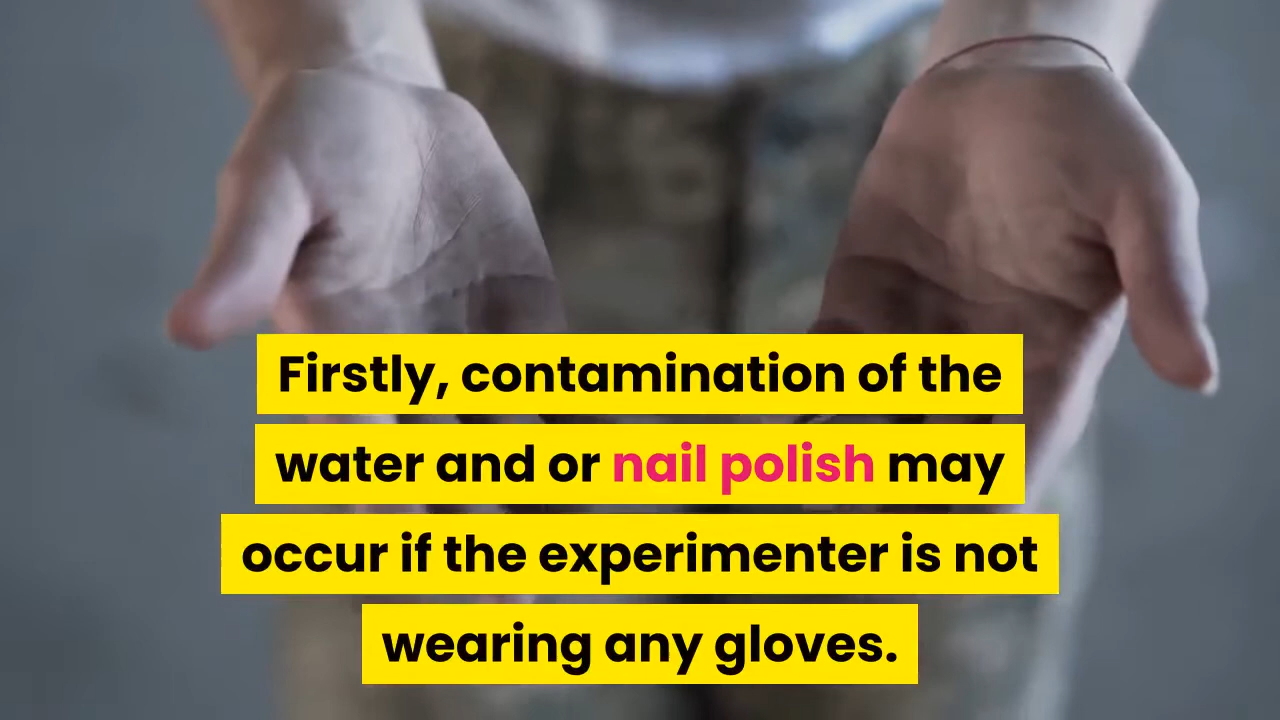 Firstly, contamination of the
water and or nail polish may
occur if the experimenter is not
wearing any gloves.